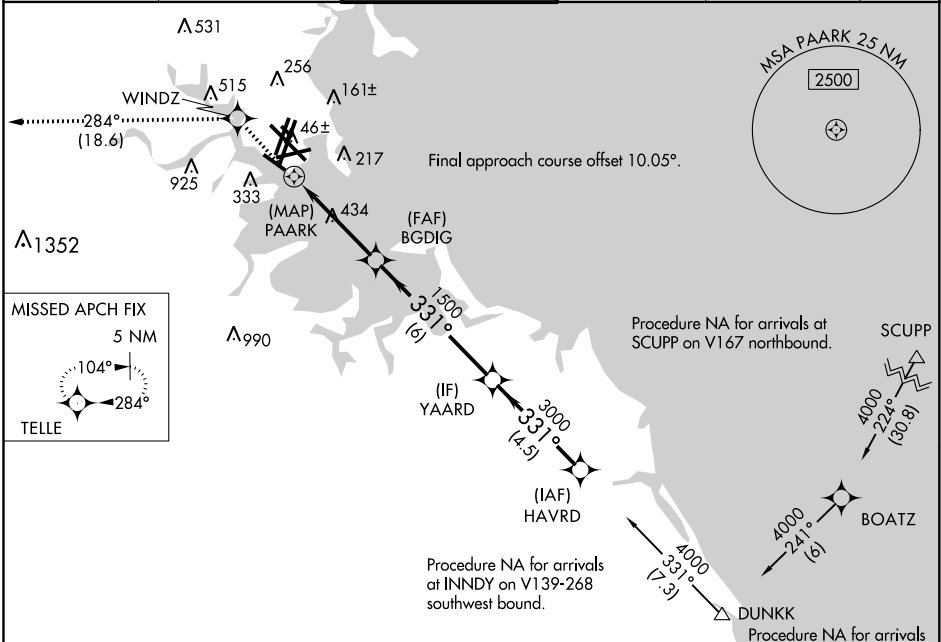 531
256
515
161±
WINDZ
46±
284°
(18.6)
217
925
333
(MAP)
PAARK
434
(FAF)
BGDIG
1352
Final approach course offset 10.05°.
MSA PAARK 25 NM
2500
MISSED APCH FIX
5 NM
104°
284°
TELLE
990
1500
331°
(6)
(IF)
YAARD
3000
331°
(4.5)
(IAF)
HAVRD
Procedure NA for arrivals at
SCUPP on V167 northbound.
SCUPP
4000
224°
(30.8)
BOATZ
4000
241°
(6)
Procedure NA for arrivals
at INNDY on V139-268
southwest bound.
4000
331°
(7.3)
DUNKK
Procedure NA for arrivals